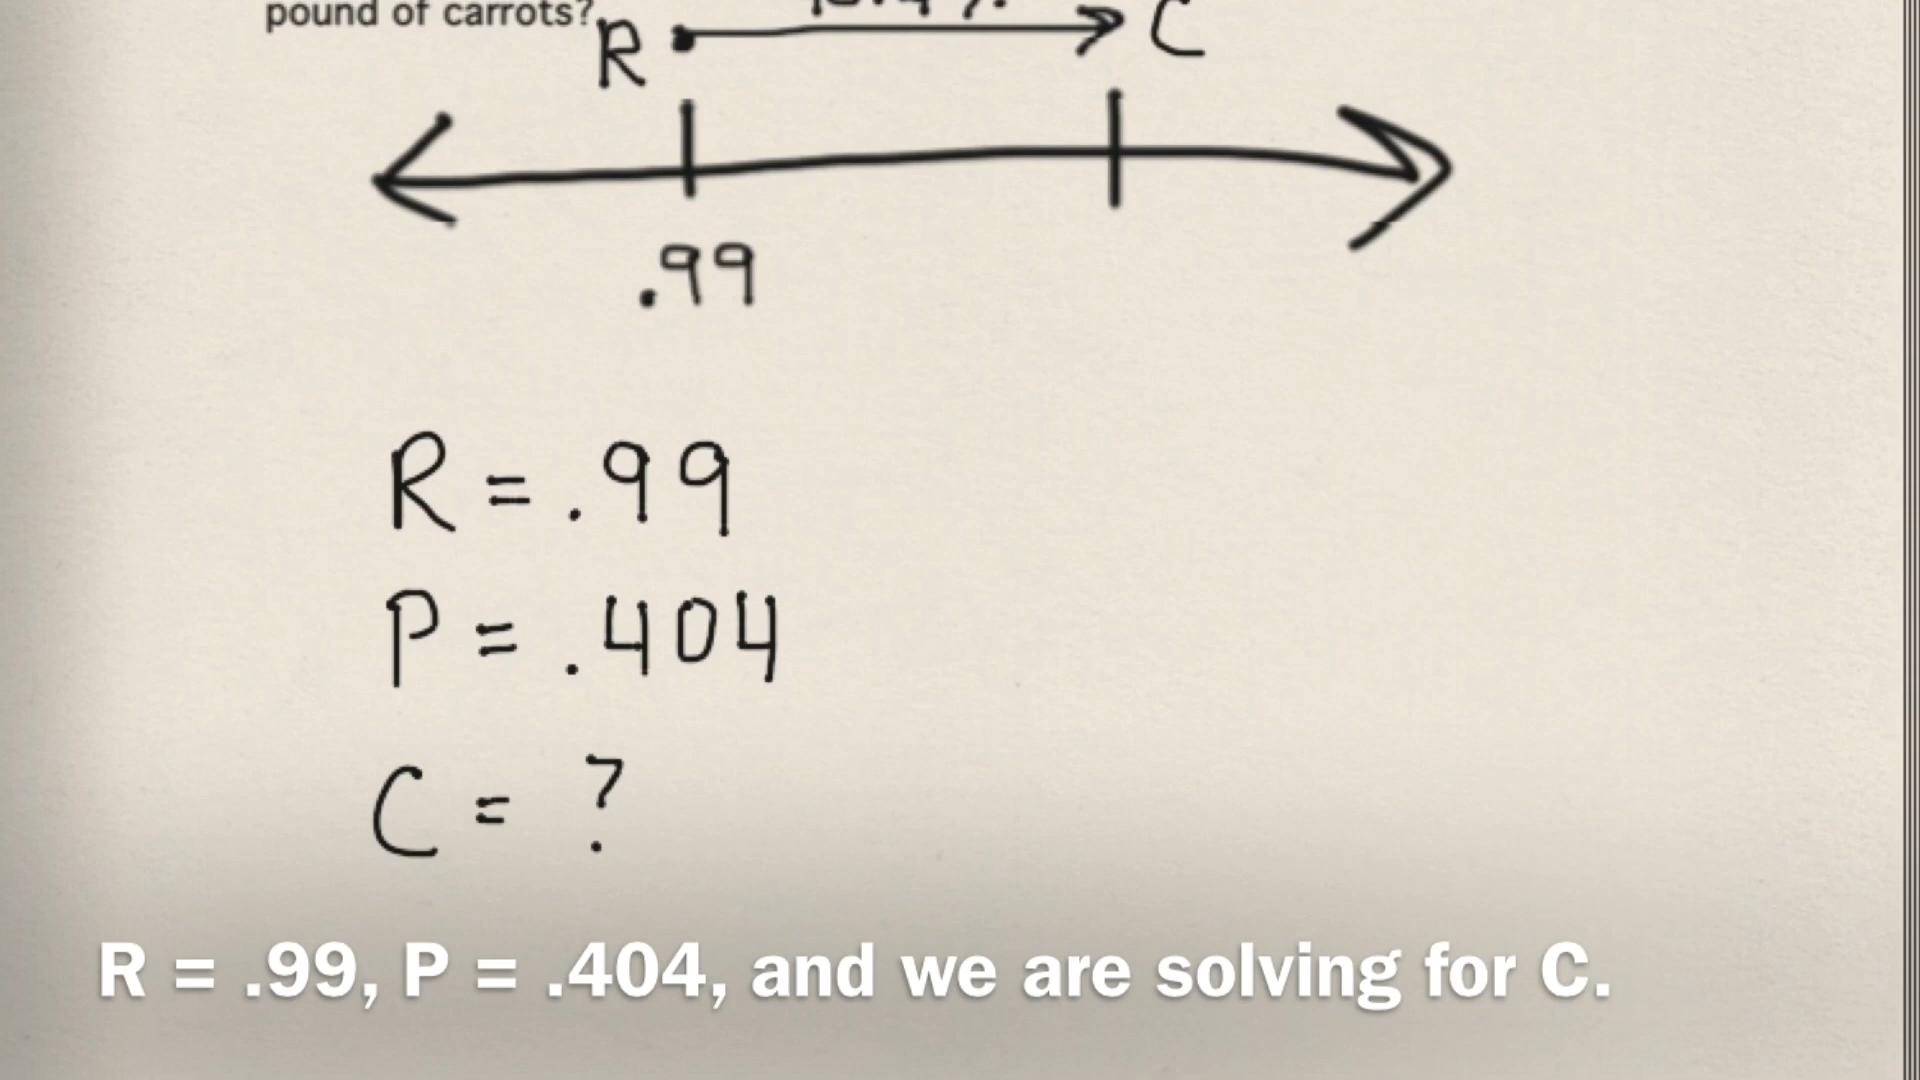 pound of carrots?
R C
.99
R = .99
P = .404
C = ?
R = .99, P = .404, and we are solving for C.